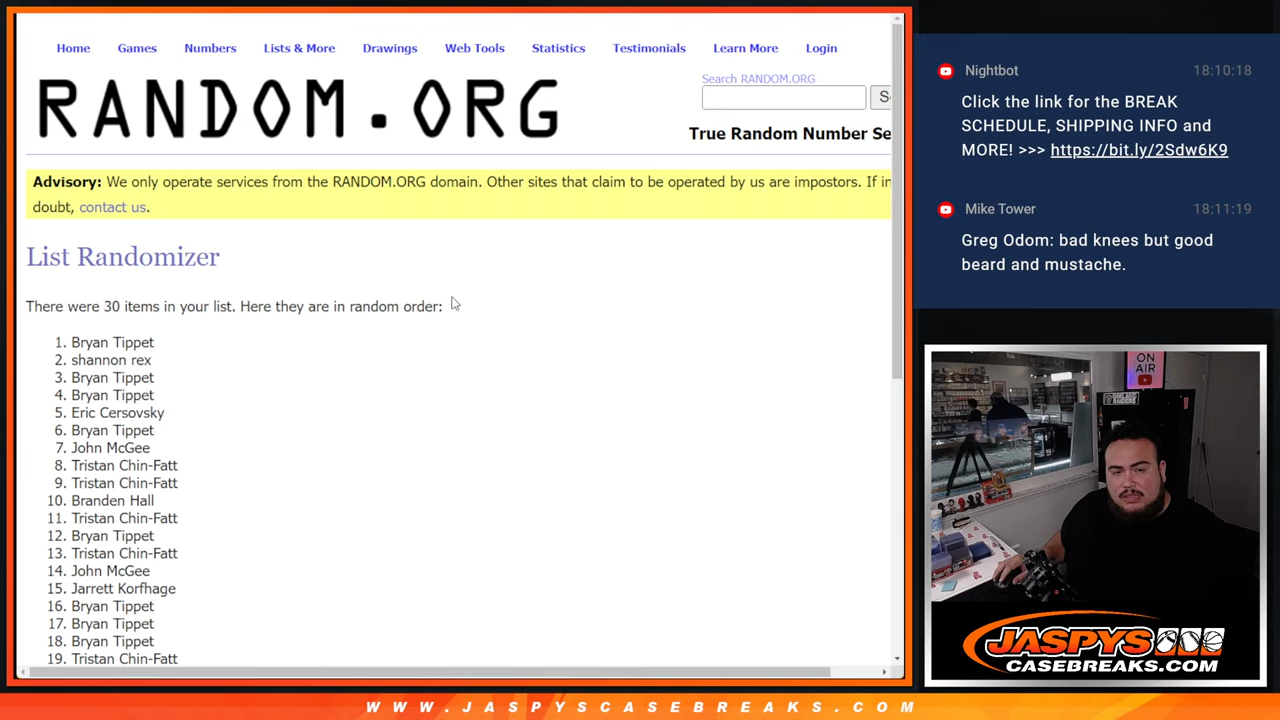 Home Games Numbers Lists & More Drawings Web Tools Statistics Testimonials Learn More Login
RANDOM.ORG
Search RANDOM.ORG
True Random Number Se
Advisory: We only operate services from the RANDOM.ORG domain. Other sites that claim to be operated by us are impostors. If in
doubt, contact us.
List Randomizer
There were 30 items in your list. Here they are in random order:
1. Bryan Tippet
2. shannon rex
3. Bryan Tippet
4. Bryan Tippet
5. Eric Cersovsky
6. Bryan Tippet
7. John McGee
8. Tristan Chin-Fatt
9. Tristan Chin-Fatt
10. Branden Hall
11. Tristan Chin-Fatt
12. Bryan Tippet
13. Tristan Chin-Fatt
14. John McGee
15. Jarrett Korfhage
16. Bryan Tippet
17. Bryan Tippet
18. Bryan Tippet
19. Tristan Chin-Fatt
Nightbot 18:10:18
Click the link for the BREAK
SCHEDULE, SHIPPING INFO and
MORE! >>> https://bit.ly/2Sdw6K9
Mike Tower 18:11:19
Greg Odom: bad knees but good
beard and mustache.
ON
AIR
JASPYS
CASEBREAKS.COM
WWW.JASPYSCASEBREAKS.COM